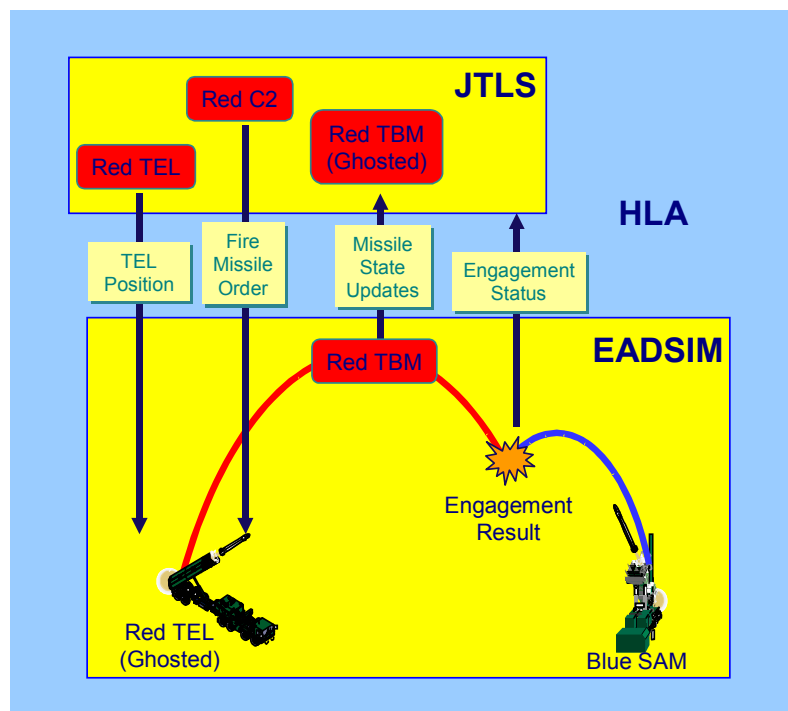 JTLS
Red C2
Red TBM
(Ghosted)
Red TEL
HLA
TEL
Position
Fire
Missile
Order
Missile
State
Updates
Engagement
Status
EADSIM
Red TBM
Engagement
Result
Red TEL
(Ghosted)
Blue SAM